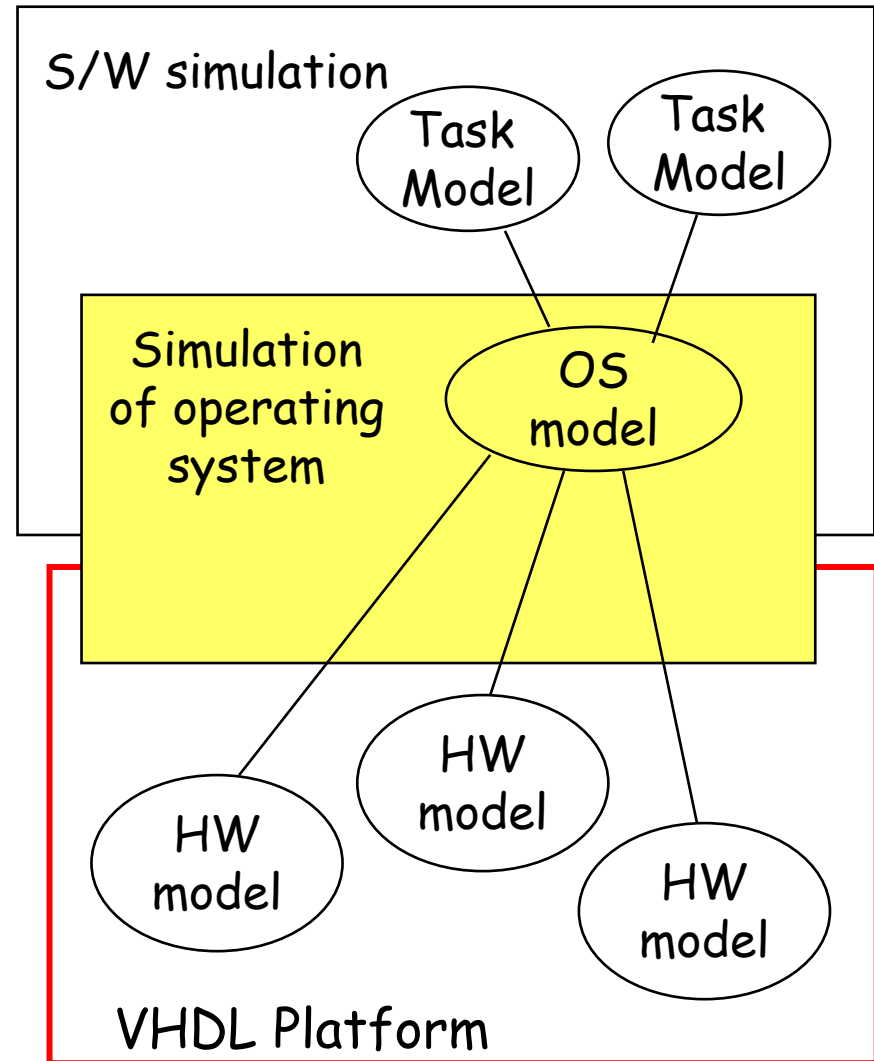 S/W simulation
Task
Model
Task
Model
Simulation
of operating
system
OS
model
HW
model
HW
model
HW
model
VHDL Platform